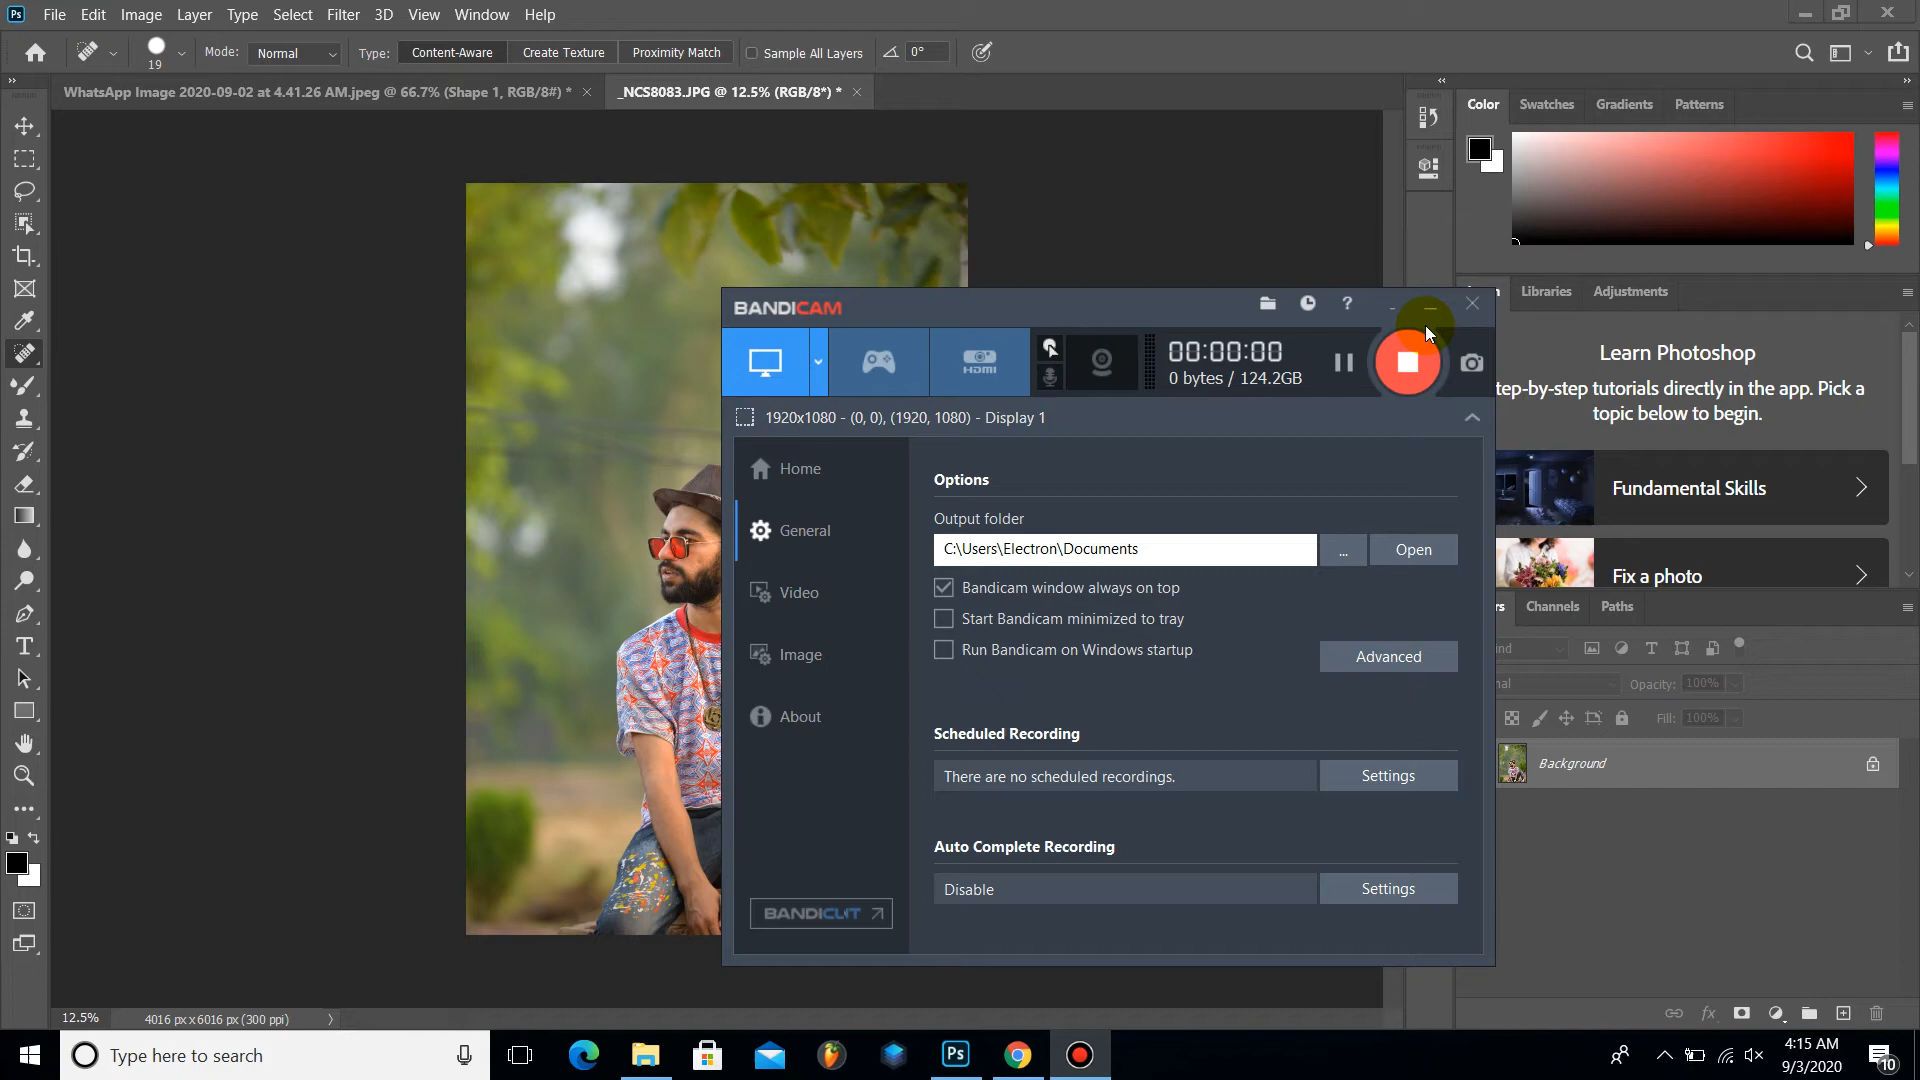 Ps File Edit Image Layer Type Select Filter 3D View Window Help
19 Mode: Normal Type: Content-Aware Create Texture Proximity Match Sample All Layers 0°
WhatsApp Image 2020-09-02 at 4.41.26 AM.jpeg @ 66.7% (Shape 1, RGB/8#) * _NCS8083.JPG @ 12.5% (RGB/8*) *
Color Swatches Gradients Patterns
Libraries Adjustments
Learn Photoshop
tep-by-step tutorials directly in the app. Pick a
topic below to begin.
Fundamental Skills
Fix a photo
rs Channels Paths
ind
nal Opacity: 100%
Fill: 100%
Background
BANDICAM
HDMI
00:00:00
0 bytes / 124.2GB
1920x1080 - (0, 0), (1920, 1080) - Display 1
Home
General
Video
Image
About
BANDICUT
Options
Output folder
C:\Users\Electron\Documents ... Open
Bandicam window always on top
Start Bandicam minimized to tray
Run Bandicam on Windows startup
Advanced
Scheduled Recording
There are no scheduled recordings. Settings
Auto Complete Recording
Disable Settings
12.5% 4016 px x 6016 px (300 ppi)
Type here to search
Ps
4:15 AM
9/3/2020
10